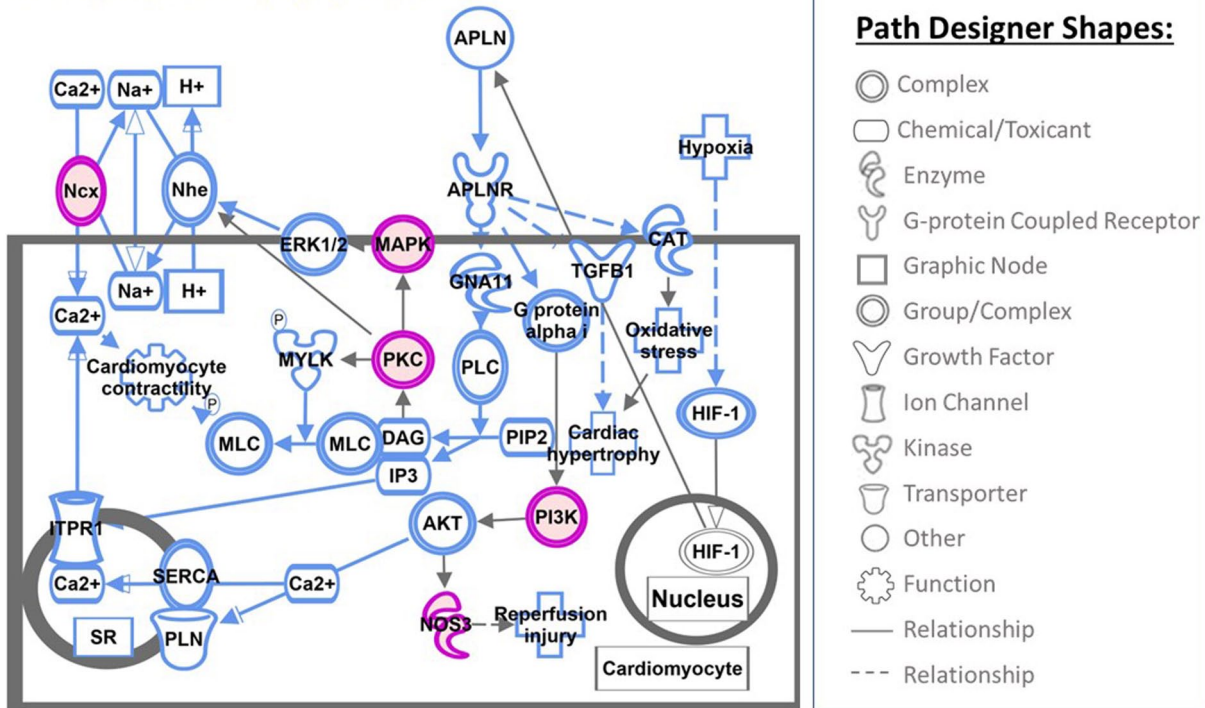 APLN
Ca2+
Na+
H+
Hypoxia
Ncx
Nhe
APLNR
ERK1/2
MAPK
CAT
Na+
H+
GNA11
TGFB1
Ca2+
G protein
alpha i
Oxidative
stress
P
MYLK
PKC
PLC
Cardiomyocyte
contractility
P
HIF-1
MLC
MLC
DAG
PIP2
Cardiac
hypertrophy
IP3
ITPR1
AKT
PI3K
HIF-1
SERCA
Ca2+
Ca2+
Nucleus
NOS3
Reperfusion
injury
SR
PLN
Cardiomyocyte
Path Designer Shapes:
Complex
Chemical/Toxicant
Enzyme
G-protein Coupled Receptor
Graphic Node
Group/Complex
Growth Factor
Ion Channel
Kinase
Transporter
Other
Function
Relationship
Relationship